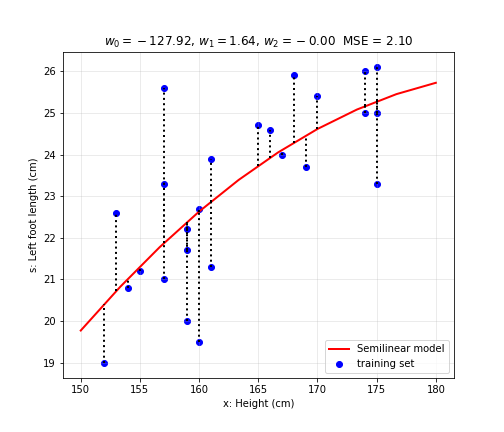 w₀ = −127.92, w₁ = 1.64, w₂ = −0.00 MSE = 2.10
26
25
24
23
22
21
20
19
s: Left foot length (cm)
150 155 160 165 170 175 180
x: Height (cm)
Semilinear model
training set